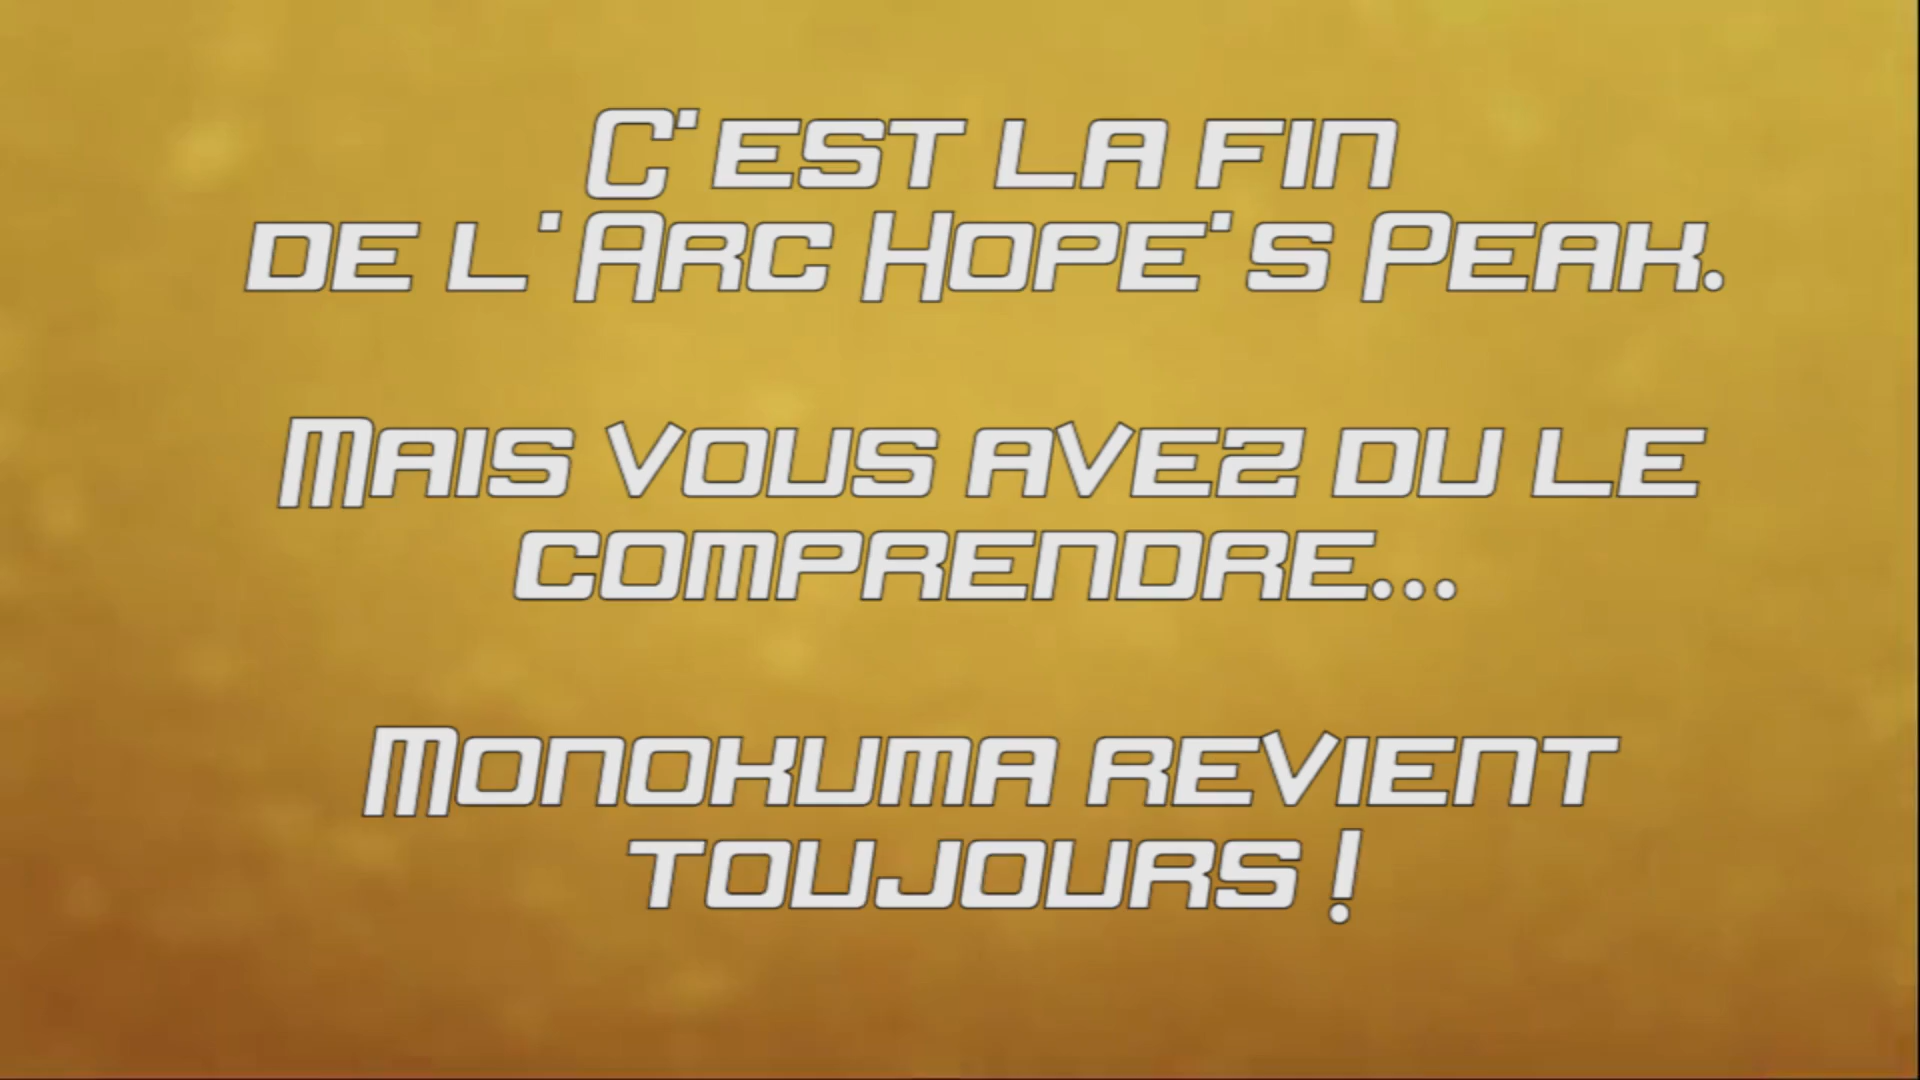 C'est la fin
de l'Arc Hope's Peak.
Mais vous avez du le
comprendre...
Monokuma revient
toujours !